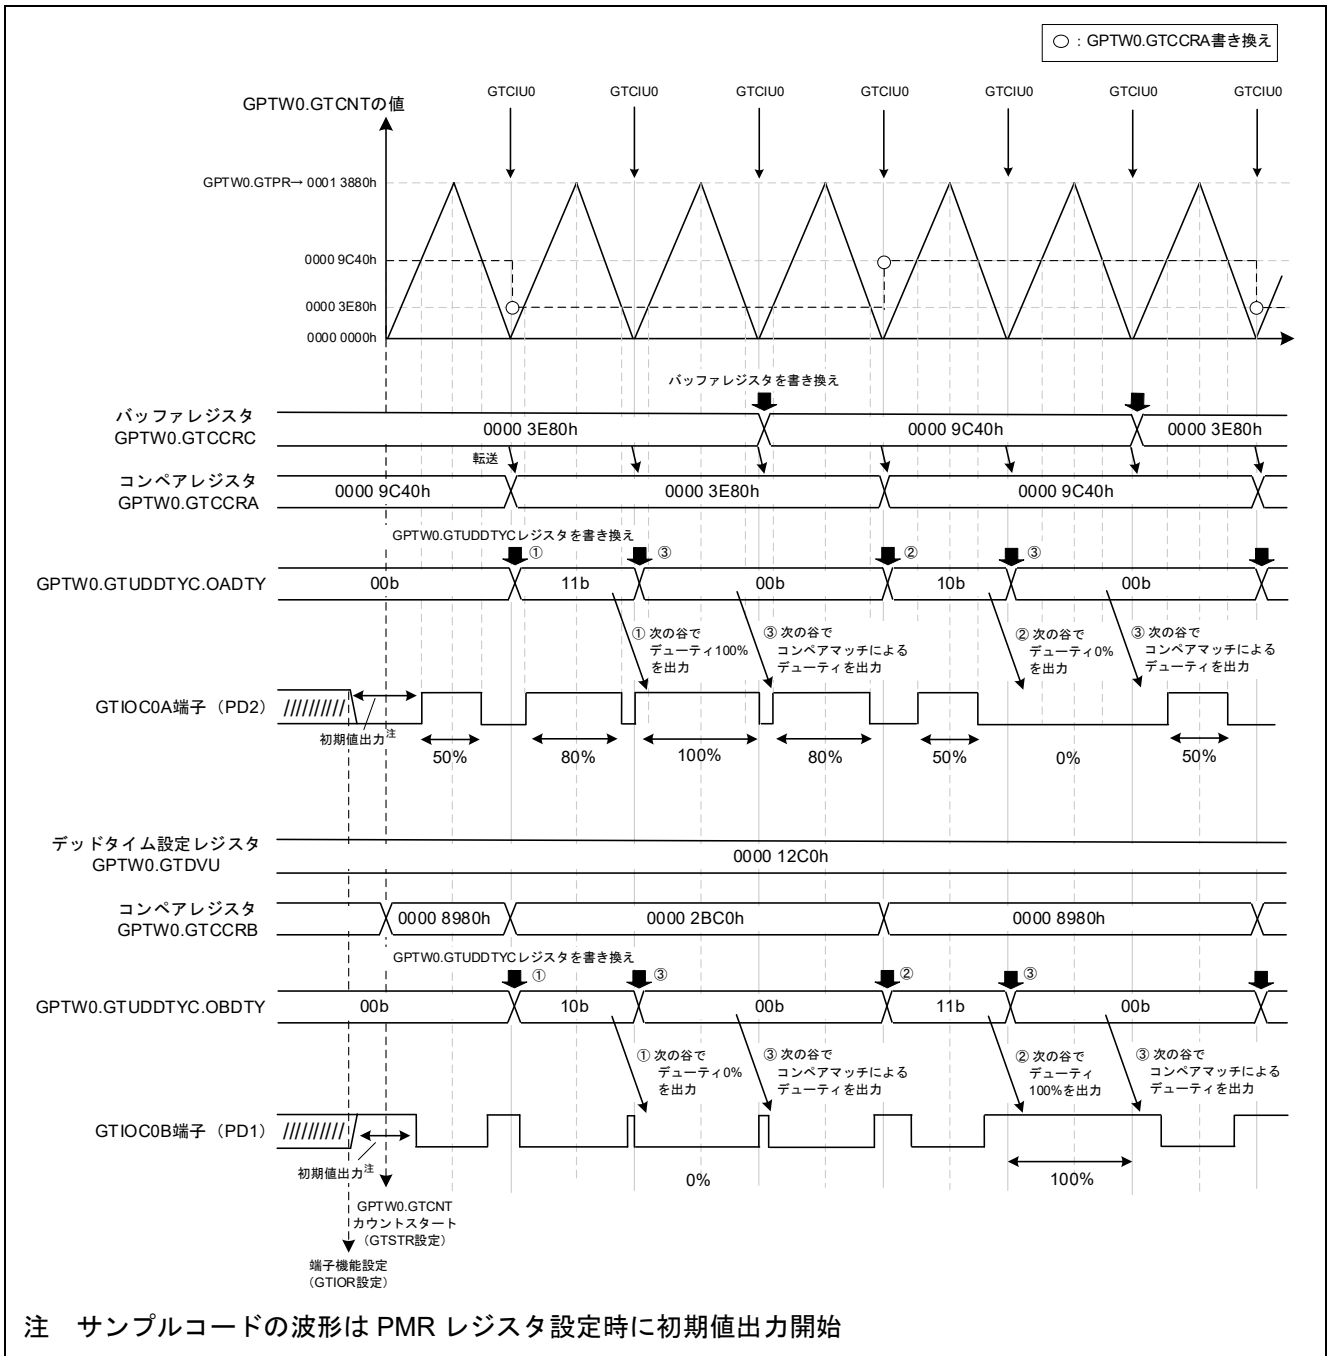 ○：GPTW0.GTCCRA書き換え
GPTW0.GTCNTの値
GTCIU0 GTCIU0 GTCIU0 GTCIU0 GTCIU0 GTCIU0 GTCIU0
GPTW0.GTPR→ 0001 3880h
0000 9C40h
0000 3E80h
0000 0000h
バッファレジスタを書き換え
バッファレジスタ
GPTW0.GTCCRC
0000 3E80h 0000 9C40h 0000 3E80h
転送
コンペアレジスタ
GPTW0.GTCCRA
0000 9C40h 0000 3E80h 0000 9C40h
GPTW0.GTUDDTYCレジスタを書き換え
① ③ ② ③
GPTW0.GTUDDTYC.OADTY
00b 11b 00b 10b 00b
① 次の谷で
デューティ100%
を出力
③ 次の谷で
コンペアマッチによる
デューティを出力
② 次の谷で
デューティ0%
を出力
③ 次の谷で
コンペアマッチによる
デューティを出力
GTIOC0A端子（PD2）
初期値出力注
50% 80% 100% 80% 50% 0% 50%
デッドタイム設定レジスタ
GPTW0.GTDVU
0000 12C0h
コンペアレジスタ
GPTW0.GTCCRB
0000 8980h 0000 2BC0h 0000 8980h
GPTW0.GTUDDTYCレジスタを書き換え
① ③ ② ③
GPTW0.GTUDDTYC.OBDTY
00b 10b 00b 11b 00b
① 次の谷で
デューティ0%
を出力
③ 次の谷で
コンペアマッチによる
デューティを出力
② 次の谷で
デューティ
100%を出力
③ 次の谷で
コンペアマッチによる
デューティを出力
GTIOC0B端子（PD1）
初期値出力注
0% 100%
GPTW0.GTCNT
カウントスタート
（GTSTR設定）
端子機能設定
（GTIOR設定）
注 サンプルコードの波形は PMR レジスタ設定時に初期値出力開始